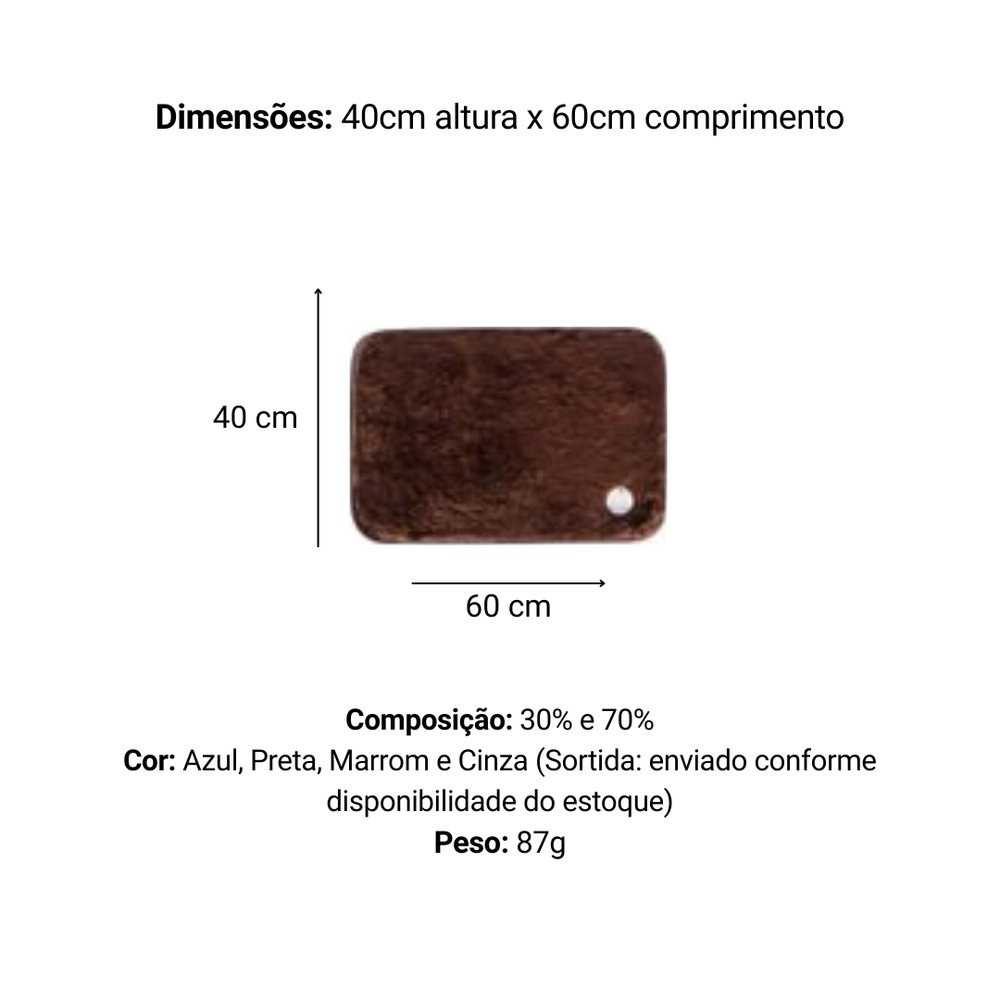 Dimensões: 40cm altura x 60cm comprimento
40 cm
60 cm
Composição: 30% e 70%
Cor: Azul, Preta, Marrom e Cinza (Sortida: enviado conforme
disponibilidade do estoque)
Peso: 87g